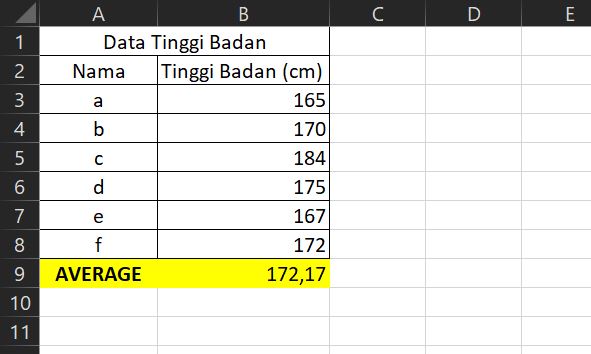 A B C D E
1 Data Tinggi Badan
2 Nama Tinggi Badan (cm)
3 a 165
4 b 170
5 c 184
6 d 175
7 e 167
8 f 172
9 AVERAGE 172,17
10
11